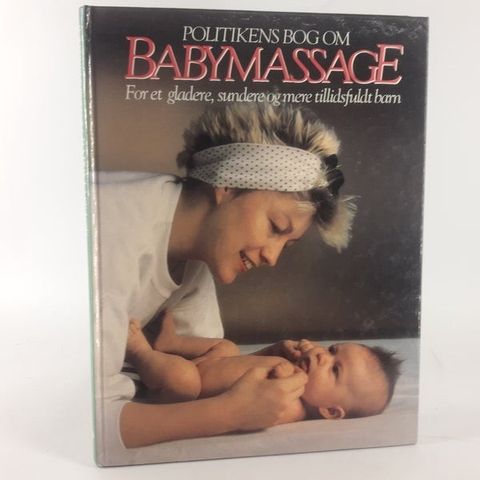 POLITIKENS BOG OM
BABYMASSAGE
For et gladere, sundere og mere tillidsfuldt barn